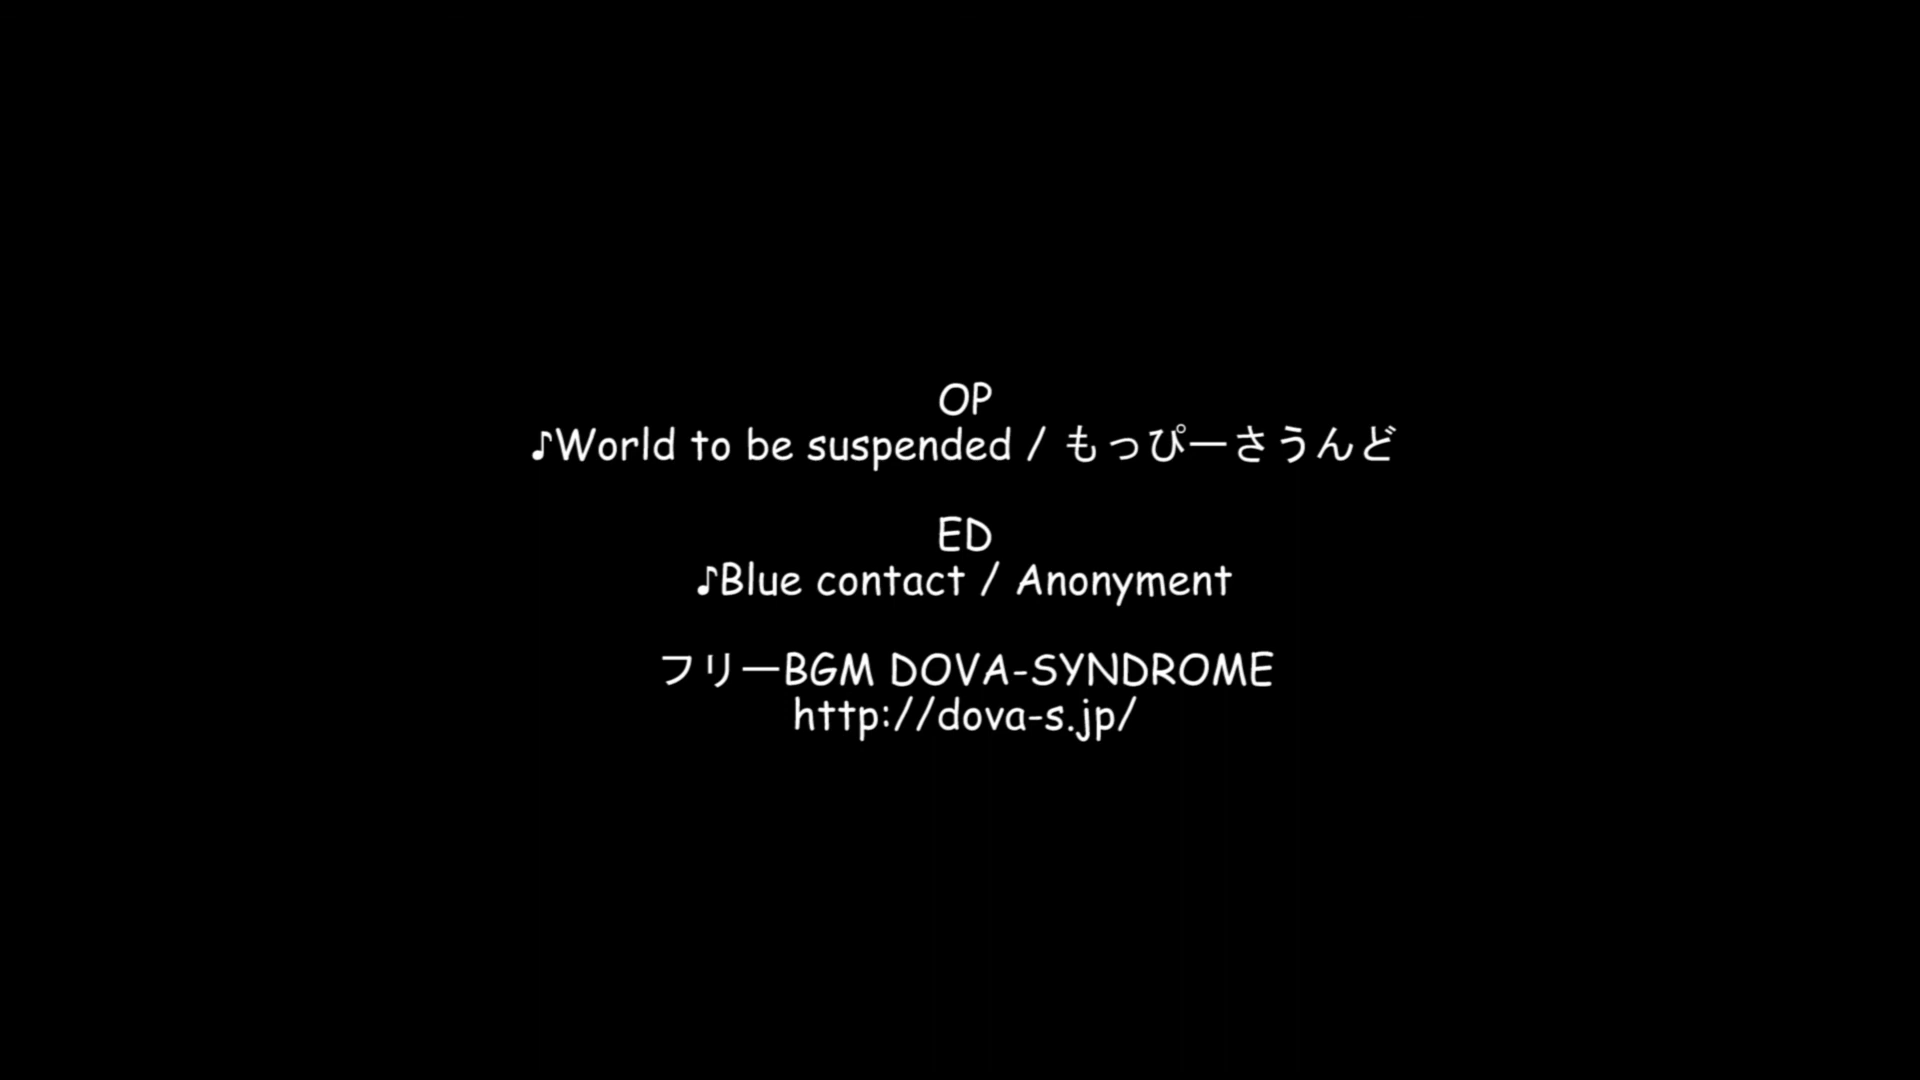 OP
♪World to be suspended / もっぴーさうんど
ED
♪Blue contact / Anonyment
フリーBGM DOVA-SYNDROME
http://dova-s.jp/